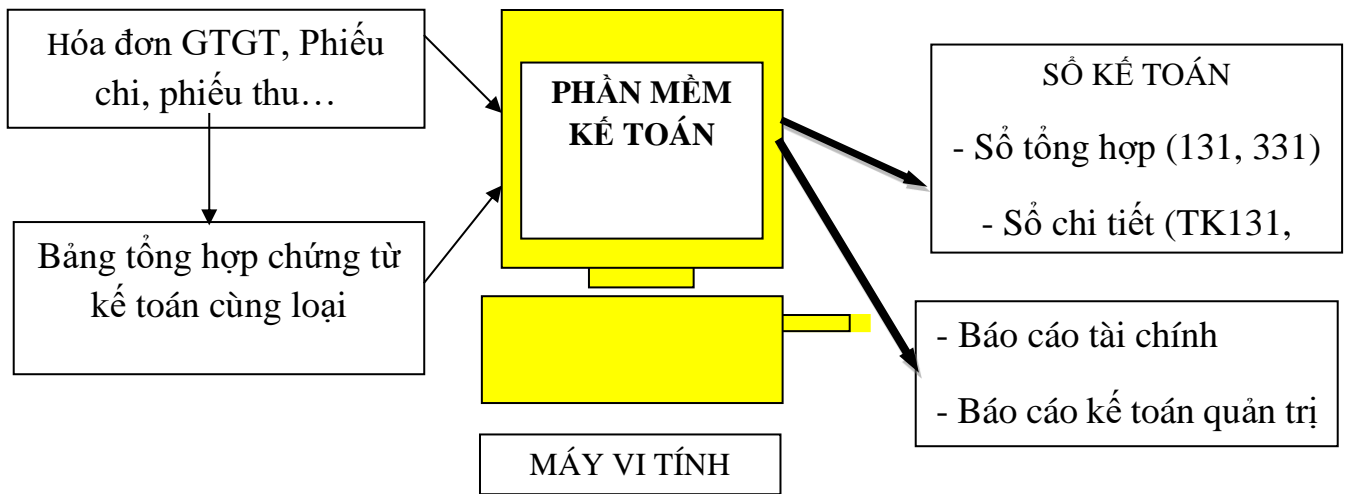 Hóa đơn GTGT, Phiếu
chi, phiếu thu…
Bảng tổng hợp chứng từ
kế toán cùng loại
PHẦN MỀM
KẾ TOÁN
MÁY VI TÍNH
SỔ KẾ TOÁN
- Sổ tổng hợp (131, 331)
- Sổ chi tiết (TK131,
- Báo cáo tài chính
- Báo cáo kế toán quản trị